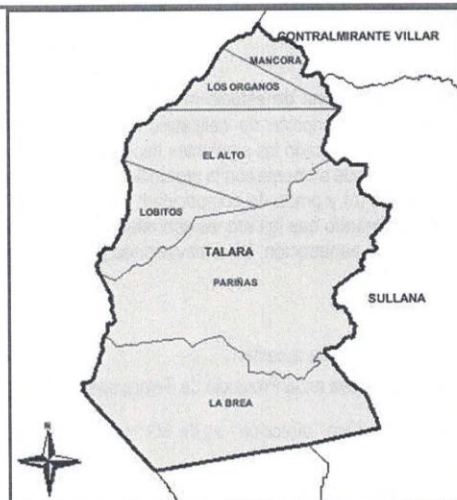 CONTRALMIRANTE VILLAR
MANCORA
LOS ORGANOS
EL ALTO
LOBITOS
TALARA
PARIÑAS
SULLANA
LA BREA
N